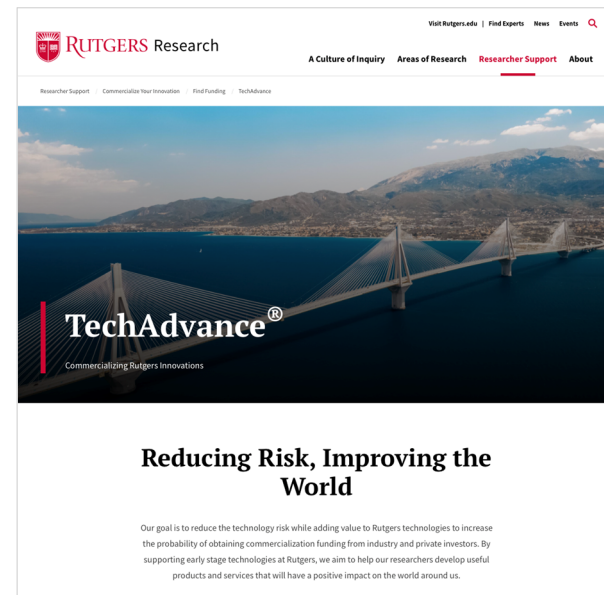 Visit Rutgers.edu | Find Experts News Events
RUTGERS Research
A Culture of Inquiry Areas of Research Researcher Support About
Researcher Support / Commercialize Your Innovation / Find Funding / TechAdvance
TechAdvance®
Commercializing Rutgers Innovations
Reducing Risk, Improving the
World
Our goal is to reduce the technology risk while adding value to Rutgers technologies to increase
the probability of obtaining commercialization funding from industry and private investors. By
supporting early stage technologies at Rutgers, we aim to help our researchers develop useful
products and services that will have a positive impact on the world around us.